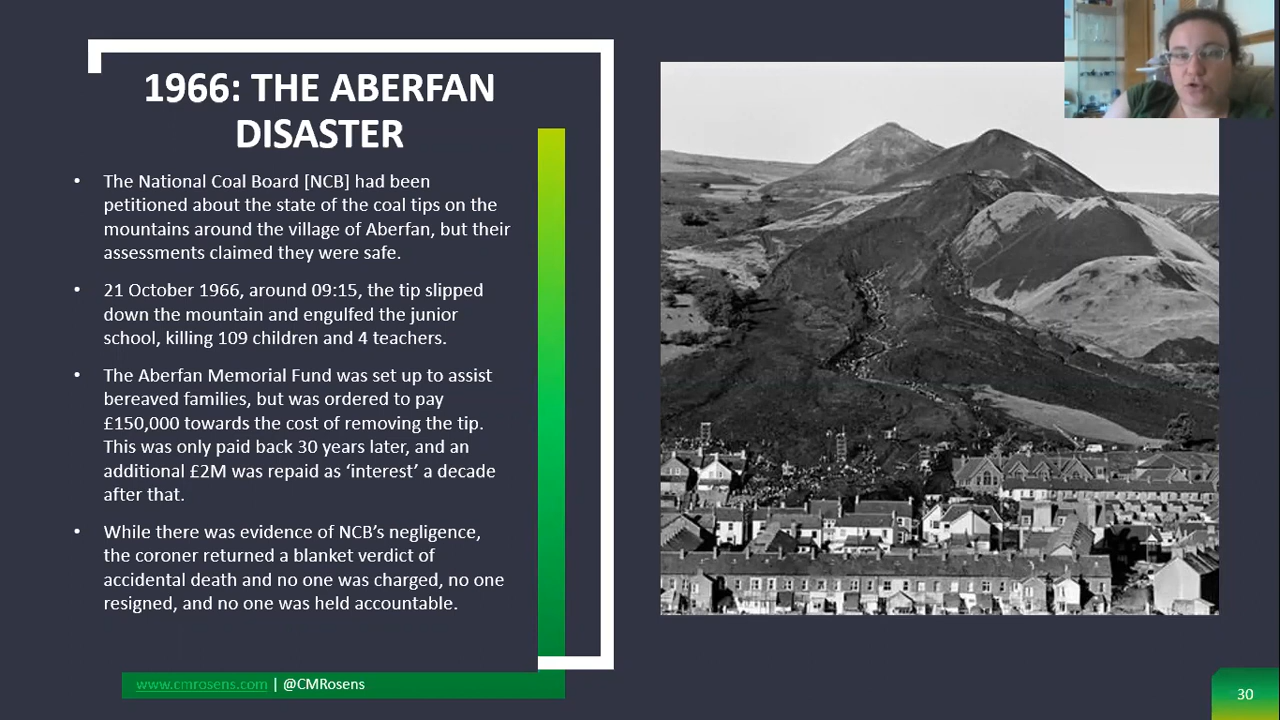 1966: THE ABERFAN
DISASTER
• The National Coal Board [NCB] had been
petitioned about the state of the coal tips on the
mountains around the village of Aberfan, but their
assessments claimed they were safe.
• 21 October 1966, around 09:15, the tip slipped
down the mountain and engulfed the junior
school, killing 109 children and 4 teachers.
• The Aberfan Memorial Fund was set up to assist
bereaved families, but was ordered to pay
£150,000 towards the cost of removing the tip.
This was only paid back 30 years later, and an
additional £2M was repaid as ‘interest’ a decade
after that.
• While there was evidence of NCB’s negligence,
the coroner returned a blanket verdict of
accidental death and no one was charged, no one
resigned, and no one was held accountable.
www.cmrosens.com | @CMRosens
30